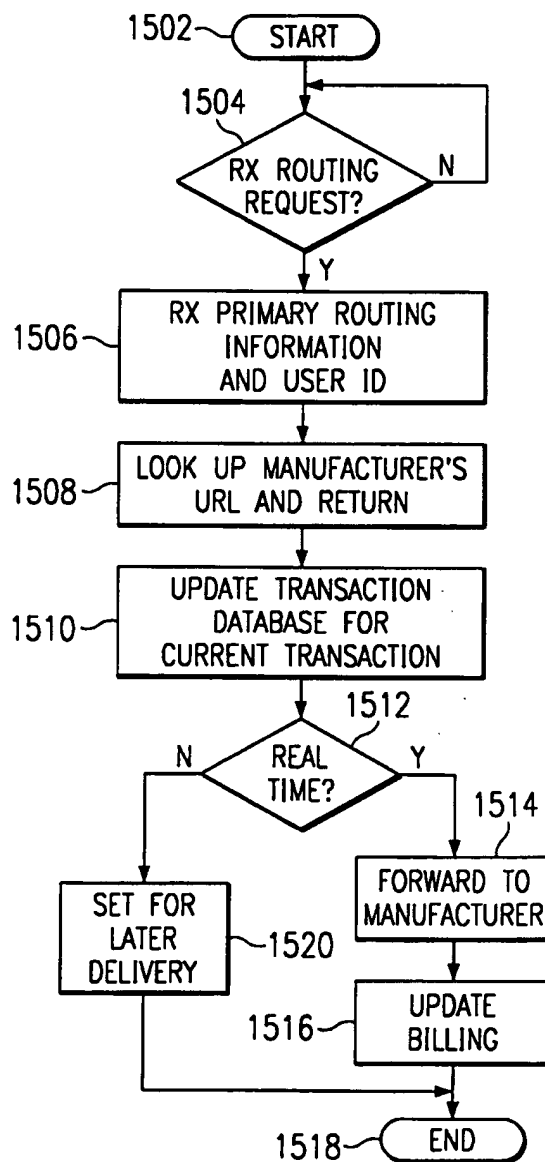 1502
START
1504
RX ROUTING
REQUEST?
N
Y
1506
RX PRIMARY ROUTING
INFORMATION
AND USER ID
1508
LOOK UP MANUFACTURER'S
URL AND RETURN
1510
UPDATE TRANSACTION
DATABASE FOR
CURRENT TRANSACTION
1512
N
REAL
TIME?
Y
1514
FORWARD TO
MANUFACTURER
SET FOR
LATER
DELIVERY
1520
1516
UPDATE
BILLING
1518
END